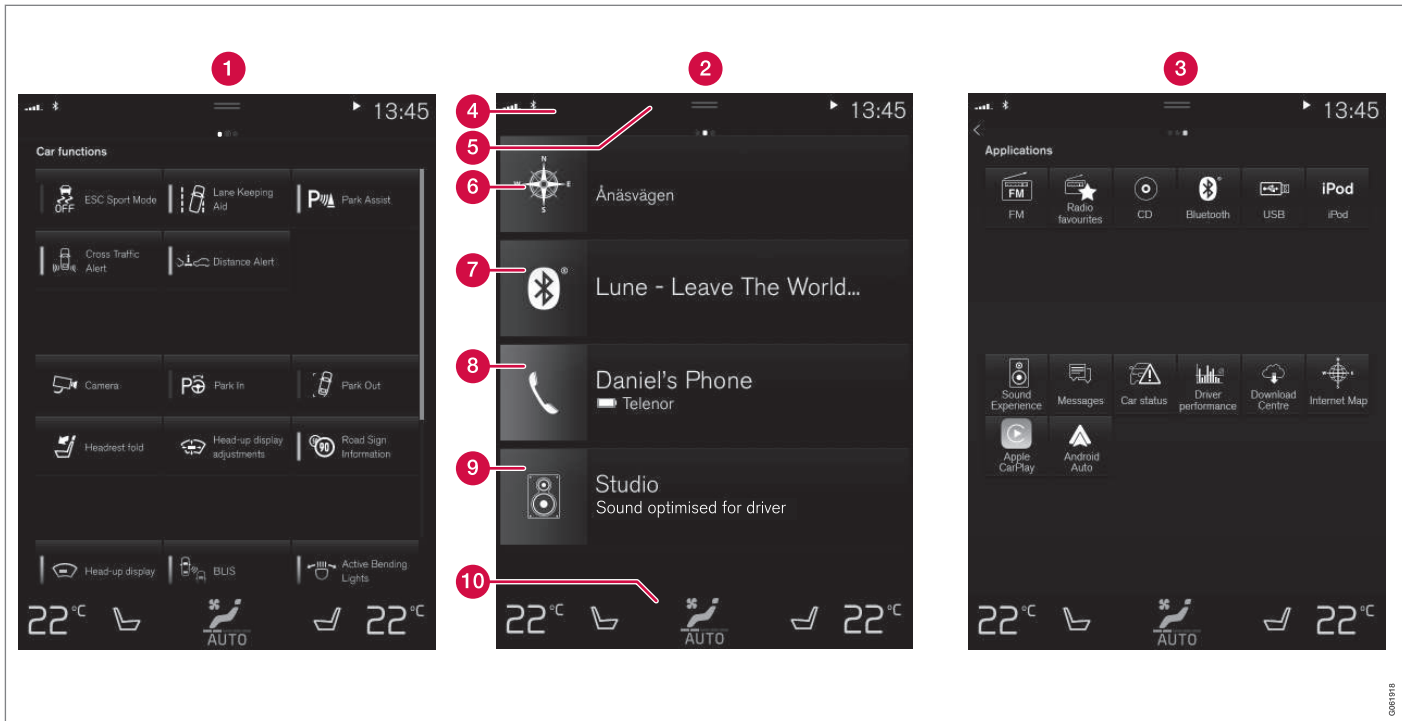 1
2
3
4
5
6
7
8
9
10
13:45
Car functions
OFF
ESC Sport Mode
Lane Keeping
Aid
P
Park Assist
Cross Traffic
Alert
Distance Alert
Camera
P
Park In
Park Out
Headrest fold
Head-up display
adjustments
90
Road Sign
Information
Head-up display
BLIS
Active Bending
Lights
22°C
AUTO
22°C
13:45
N
W E
S
Ånäsvägen
®
Lune - Leave The World...
Daniel's Phone
Telenor
Studio
Sound optimised for driver
22°C
AUTO
22°C
13:45
Applications
FM
FM
Radio
favourites
CD
Bluetooth
USB
iPod
iPod
Sound
Experience
Messages
Car status
Driver
performance
Download
Centre
Internet Map
Apple
CarPlay
Android
Auto
22°C
AUTO
22°C
G061918